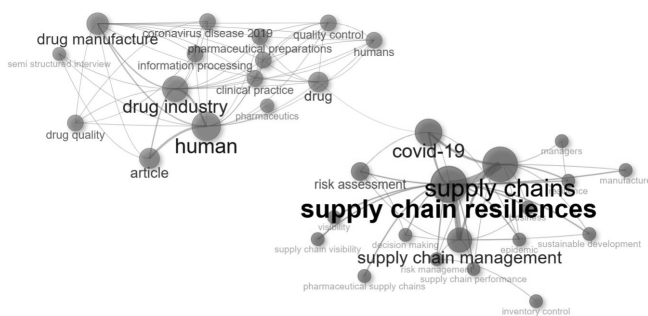 drug manufacture
coronavirus disease 2019
quality control
humans
pharmaceutical preparations
semi structured interview
information processing
clinical practice
drug
drug industry
pharmaceutics
drug quality
human
article
covid-19
managers
risk assessment
supply chains
manufacture
supply chain resiliences
business
visibility
supply chain visibility
decision making
epidemic
sustainable development
supply chain management
risk management
supply chain performance
pharmaceutical supply chains
inventory control